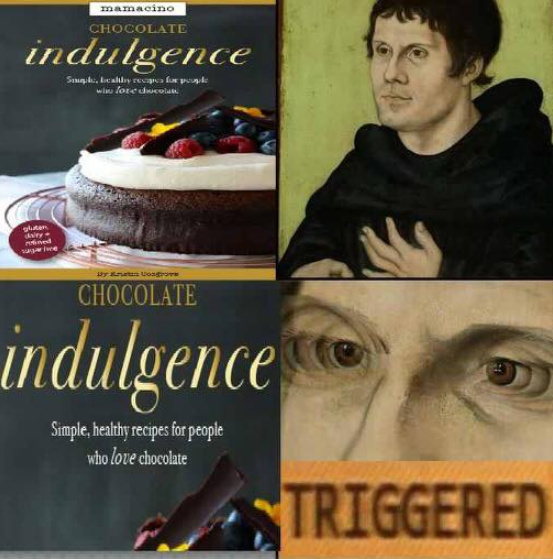 mamacino
CHOCOLATE
indulgence
Simple, healthy recipes for people
who love chocolate
gluten,
dairy +
refined
sugar free
By Kristin Cosgrove
CHOCOLATE
indulgence
Simple, healthy recipes for people
who love chocolate
TRIGGERED